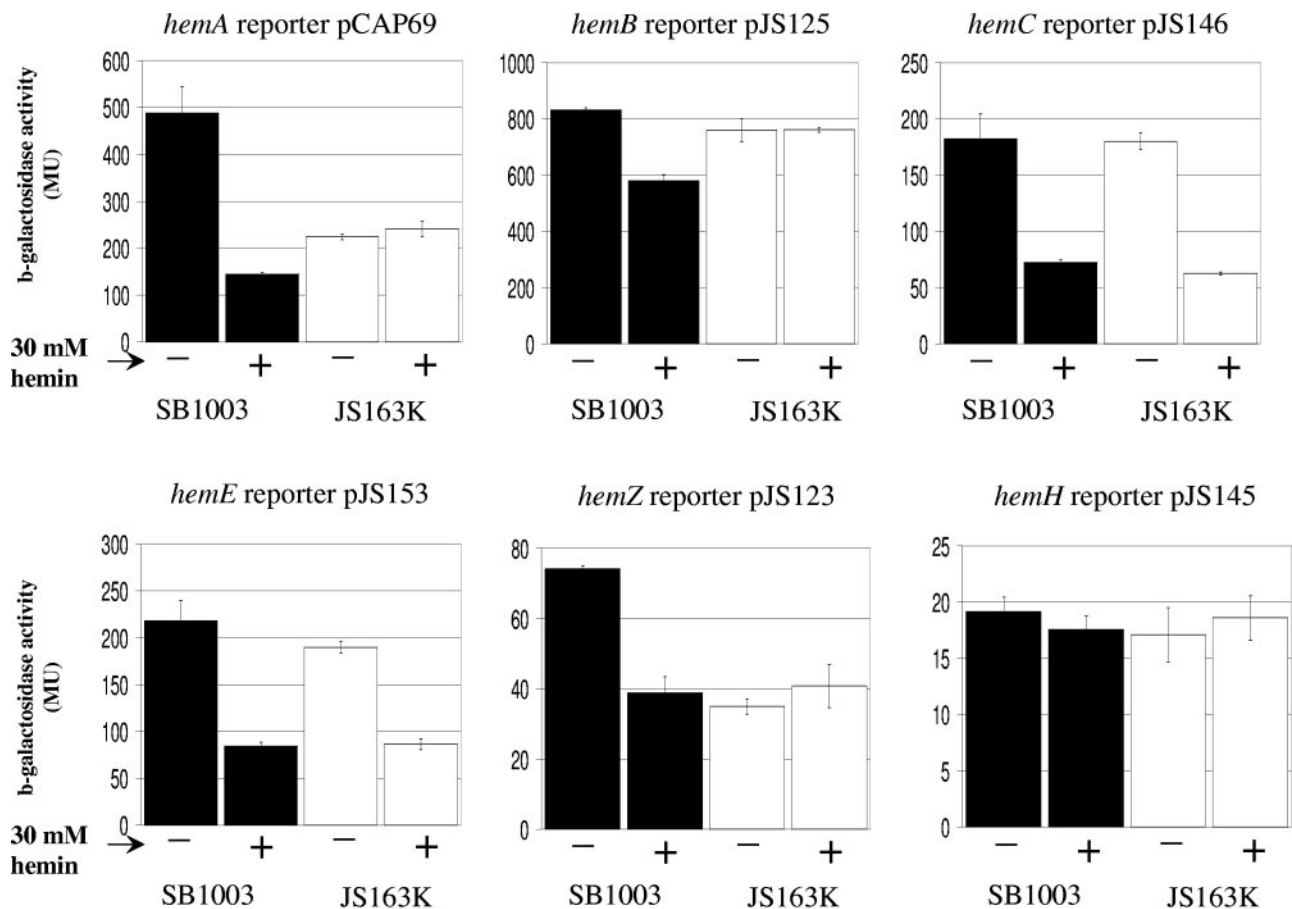 hemA reporter pCAP69
hemB reporter pJS125
hemC reporter pJS146
b-galactosidase activity
(MU)
600
500
400
300
200
100
0
1000
800
600
400
200
0
250
200
150
100
50
0
30 mM
hemin
→
– + – +
– + – +
– + – +
SB1003 JS163K
SB1003 JS163K
SB1003 JS163K
hemE reporter pJS153
hemZ reporter pJS123
hemH reporter pJS145
b-galactosidase activity
(MU)
300
250
200
150
100
50
0
80
60
40
20
0
25
20
15
10
5
0
30 mM
hemin
→
– + – +
– + – +
– + – +
SB1003 JS163K
SB1003 JS163K
SB1003 JS163K